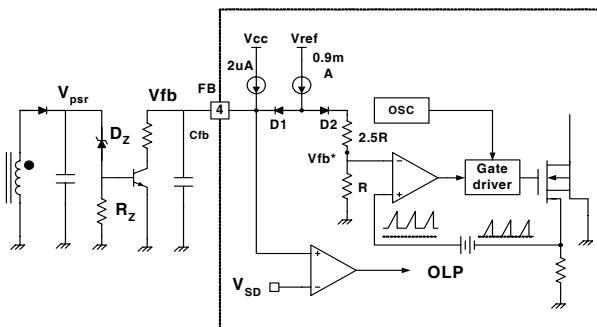 Vcc
Vref
2uA
0.9m
A
Vpsr
Vfb
FB
4
D1
D2
OSC
DZ
Cfb
2.5R
Vfb*
R
Gate
driver
RZ
VSD
OLP
+
−
+
−